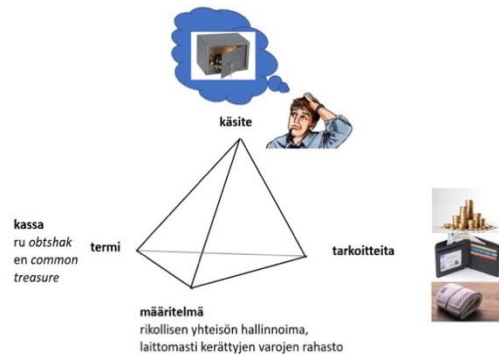 käsite
kassa
ru obtshak
en common
treasure
termi
tarkoitteita
määritelmä
rikollisen yhteisön hallinnoima,
laittomasti kerättyjen varojen rahasto